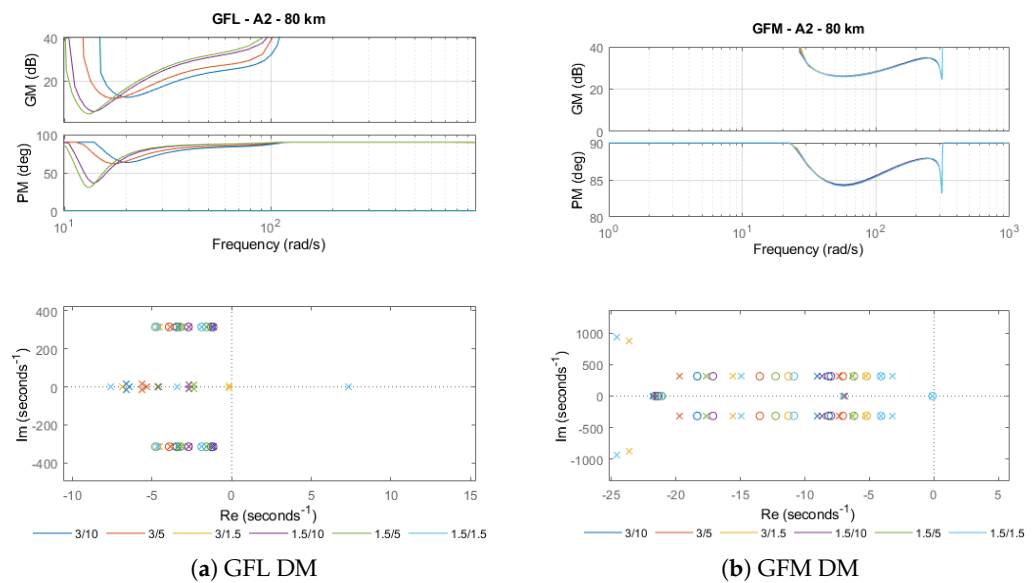 GFL - A2 - 80 km
GM (dB)
40
20
PM (deg)
100
50
0
10^1
10^2
Frequency (rad/s)
Im (seconds^-1)
400
200
0
-200
-400
-10
-5
0
5
10
15
Re (seconds^-1)
3/10 3/5 3/1.5 1.5/10 1.5/5 1.5/1.5
(a) GFL DM
GFM - A2 - 80 km
GM (dB)
40
20
0
PM (deg)
90
85
80
10^0
10^1
10^2
10^3
Frequency (rad/s)
Im (seconds^-1)
1000
500
0
-500
-1000
-25
-20
-15
-10
-5
0
5
Re (seconds^-1)
3/10 3/5 3/1.5 1.5/10 1.5/5 1.5/1.5
(b) GFM DM